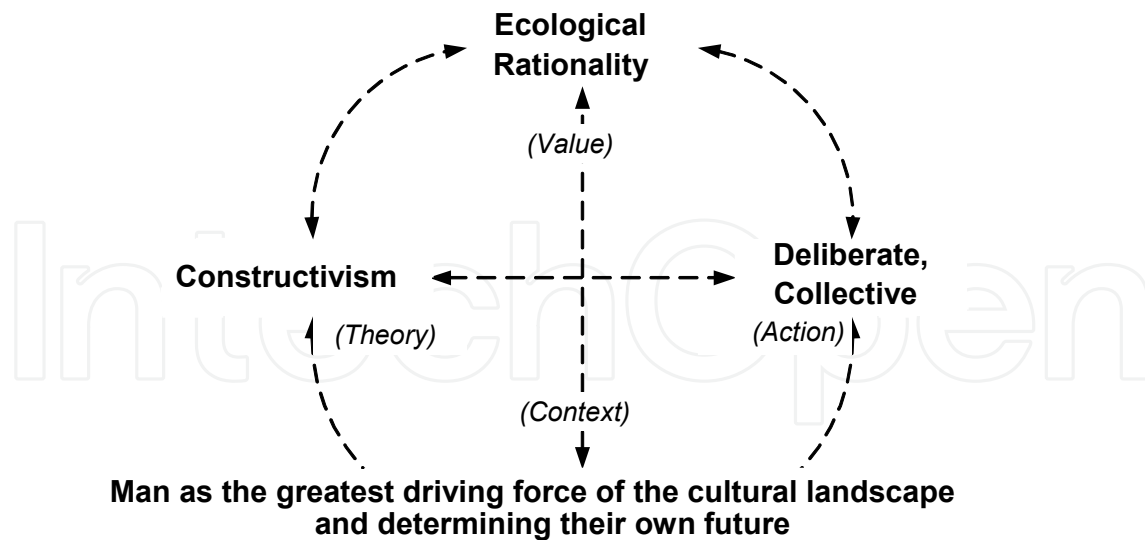 Ecological
Rationality
(Value)
Constructivism
(Theory)
Deliberate,
Collective
(Action)
(Context)
Man as the greatest driving force of the cultural landscape
and determining their own future
IntechOpen